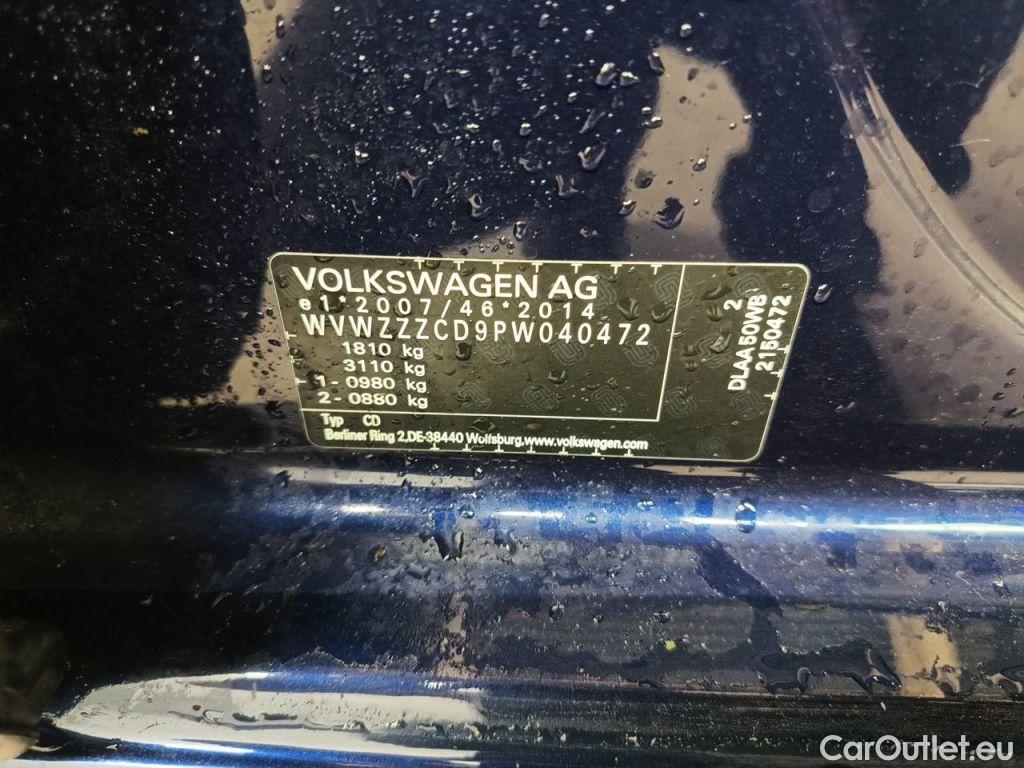 VOLKSWAGEN AG
e1*2007/46*2014
WVWZZZCD9PW040472
1810 kg
3110 kg
1- 0980 kg
2- 0880 kg
Typ CD
Berliner Ring 2,DE-38440 Wolfsburg,www.volkswagen.com
2
DLAA50WB
2150472
CarOutlet.eu